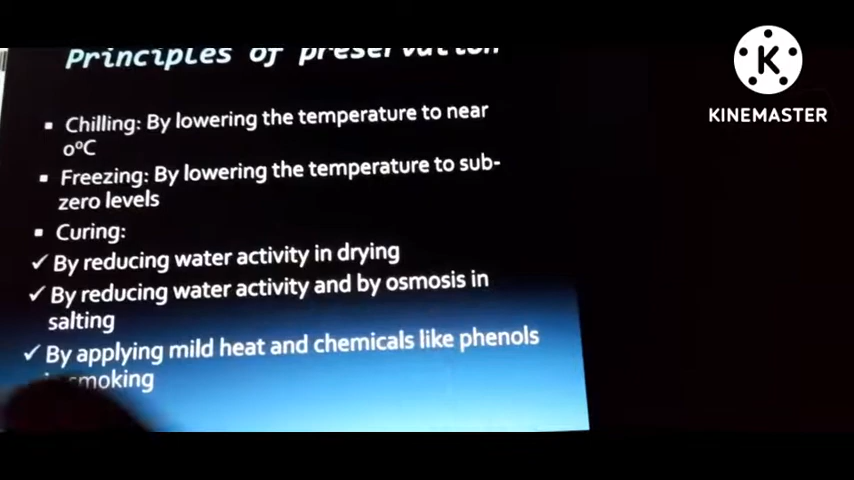 Principles of preservation
▪ Chilling: By lowering the temperature to near
0°C
▪ Freezing: By lowering the temperature to sub-
zero levels
▪ Curing:
✓ By reducing water activity in drying
✓ By reducing water activity and by osmosis in
salting
✓ By applying mild heat and chemicals like phenols
smoking
KINEMASTER